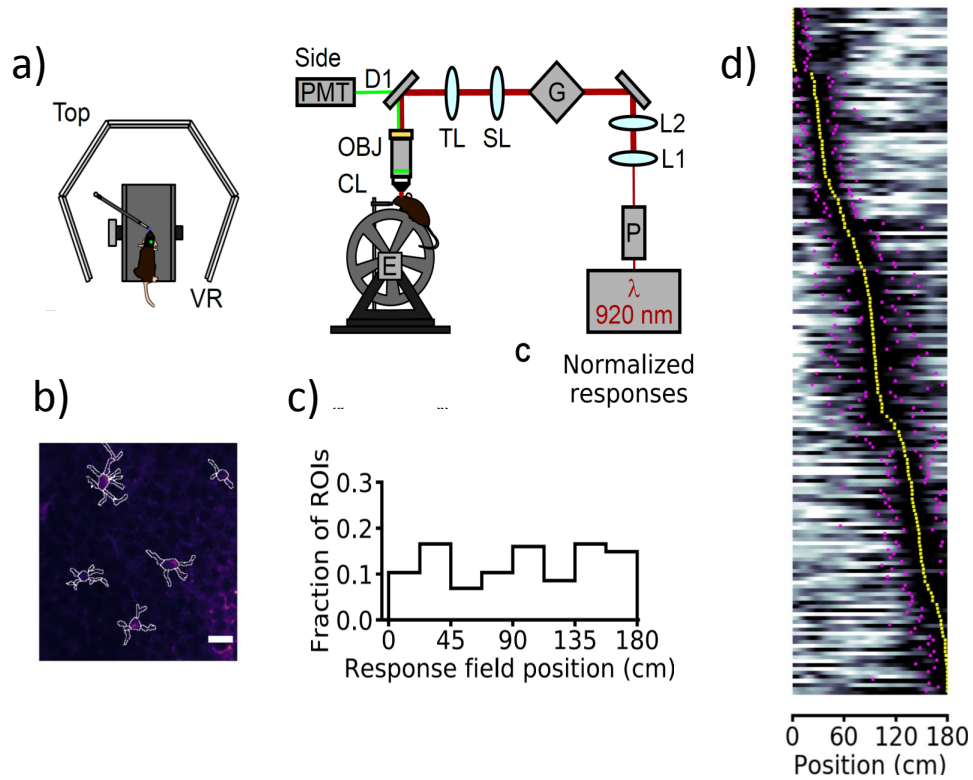 a)
Top
VR
Side
PMT
D1
OBJ
CL
TL
SL
G
L2
L1
P
λ
920 nm
E
b)
c)
c
Normalized
responses
Fraction of ROIs
0.3
0.2
0.1
0.0
0 45 90 135 180
Response field position (cm)
d)
0 60 120 180
Position (cm)